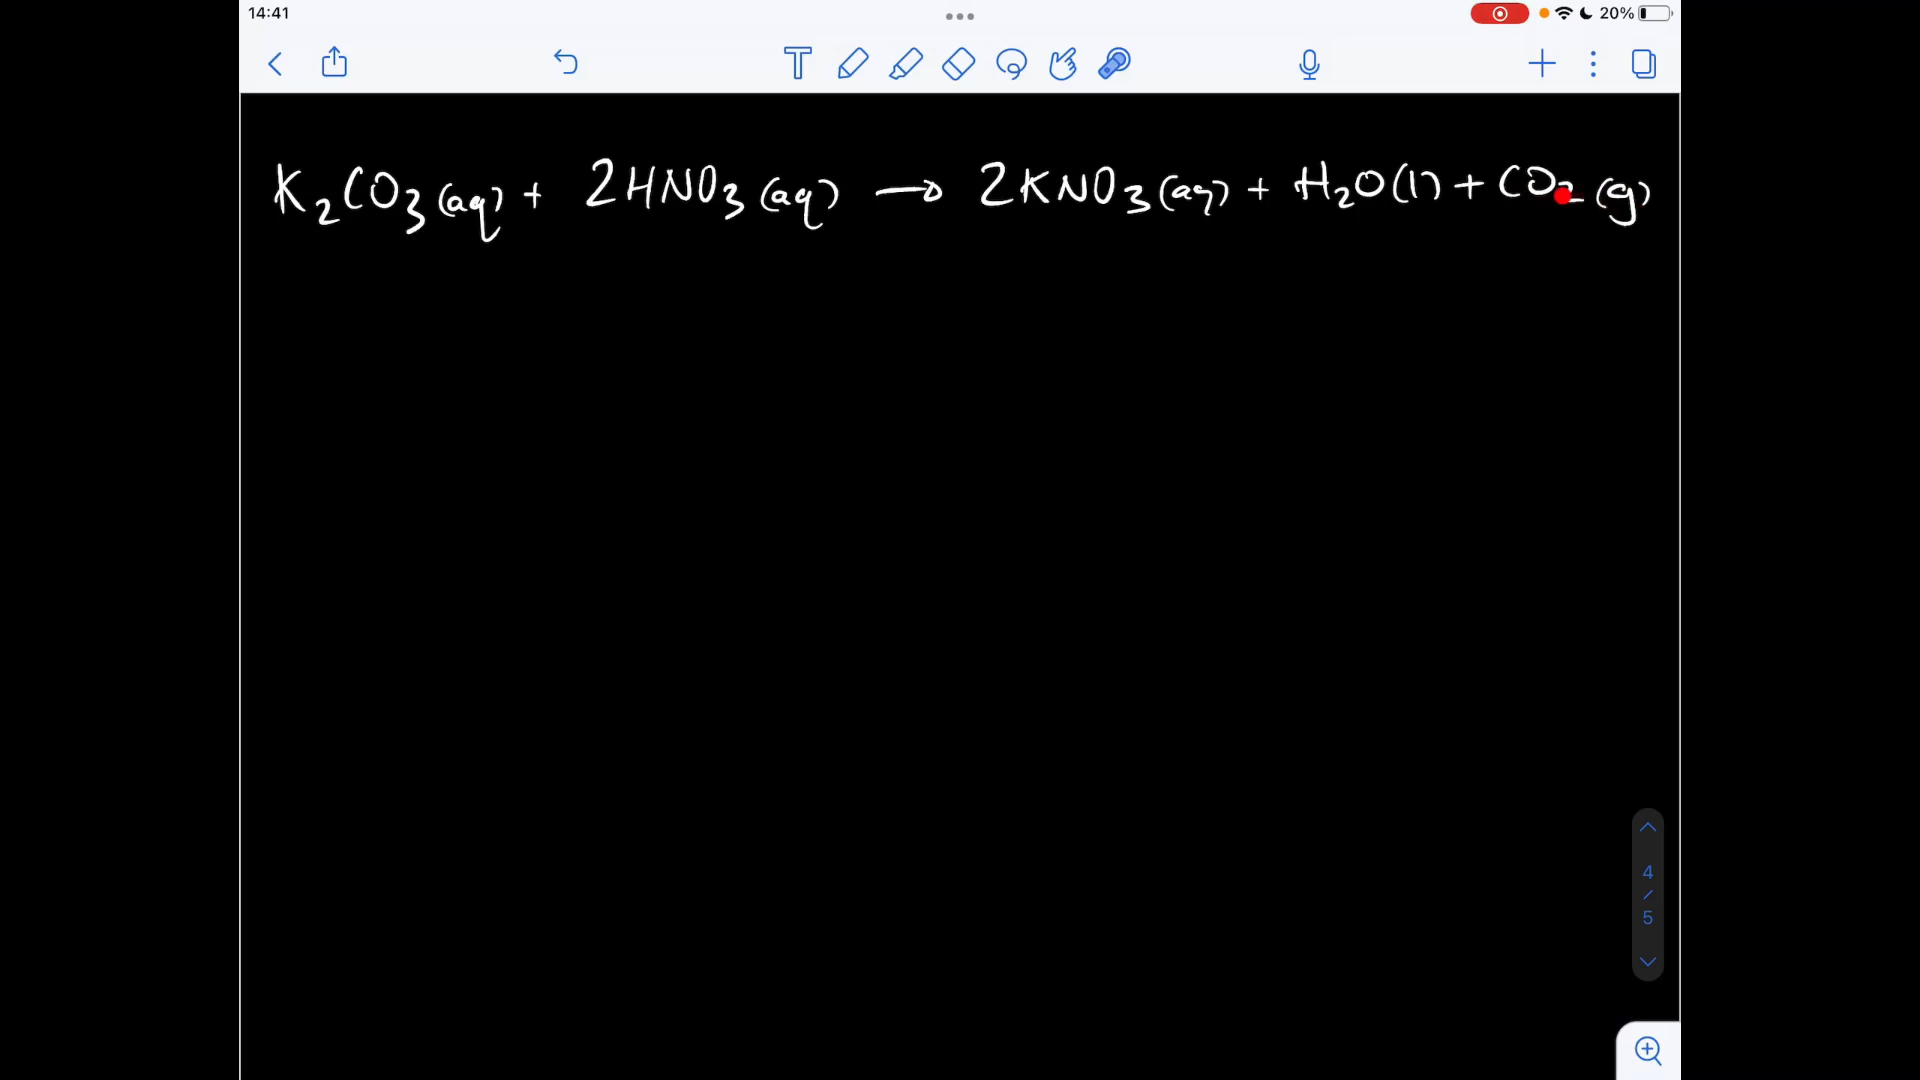 14:41
20%
T
K₂CO₃(aq) + 2HNO₃(aq) → 2KNO₃(aq) + H₂O(l) + CO₂(g)
4
/
5